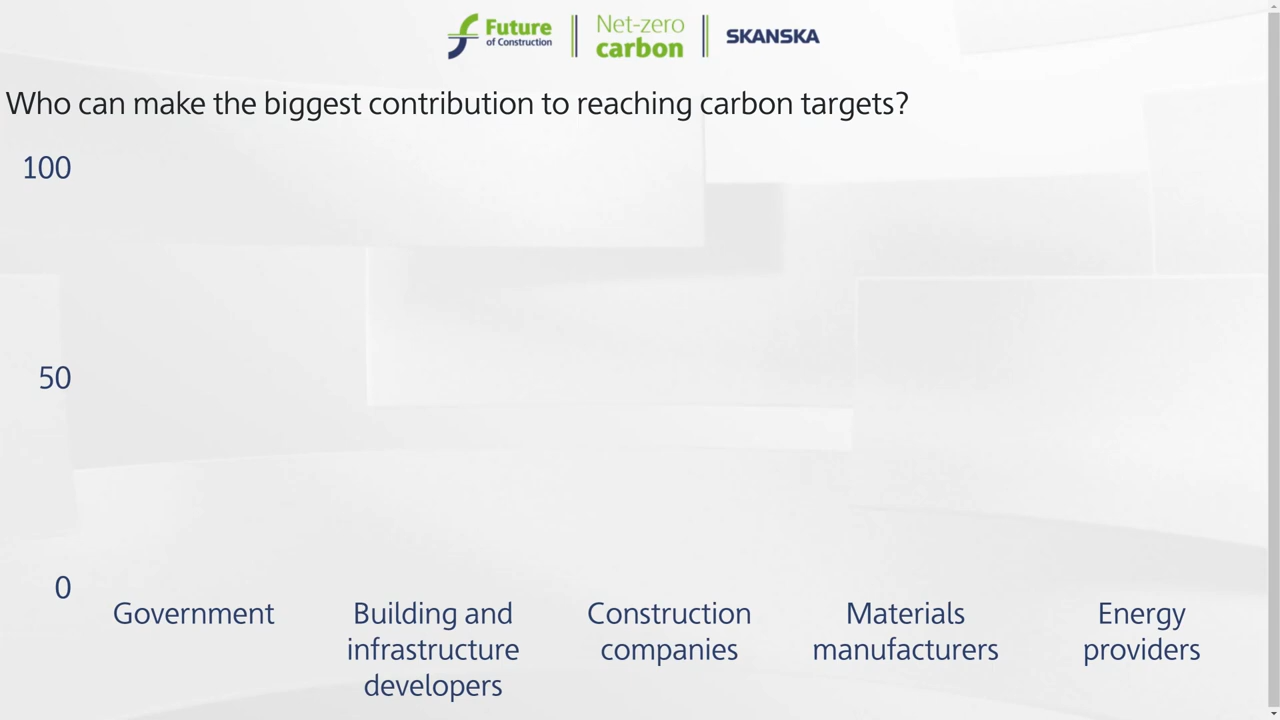 Future
of Construction
Net-zero
carbon
SKANSKA
Who can make the biggest contribution to reaching carbon targets?
100
50
0
Government
Building and
infrastructure
developers
Construction
companies
Materials
manufacturers
Energy
providers